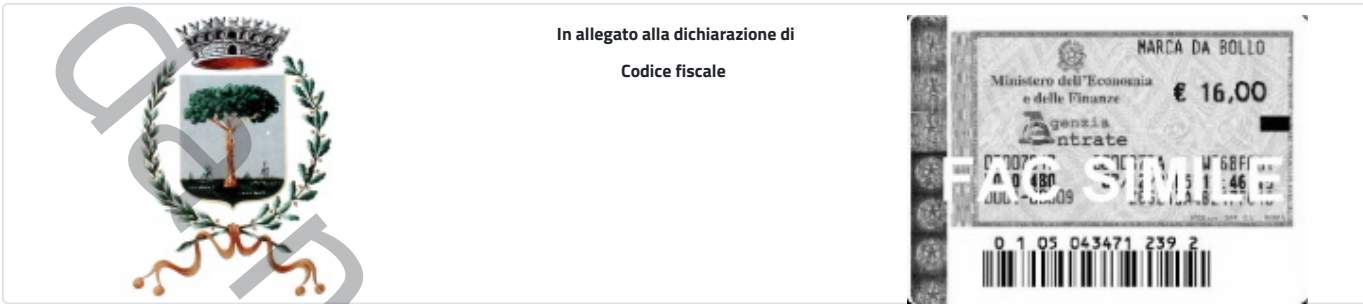 In allegato alla dichiarazione di
Codice fiscale
MARCA DA BOLLO
Ministero dell'Economia
e delle Finanze
€ 16,00
Agenzia
Entrate
FAC SIMILE
0 1 05 043471 239 2